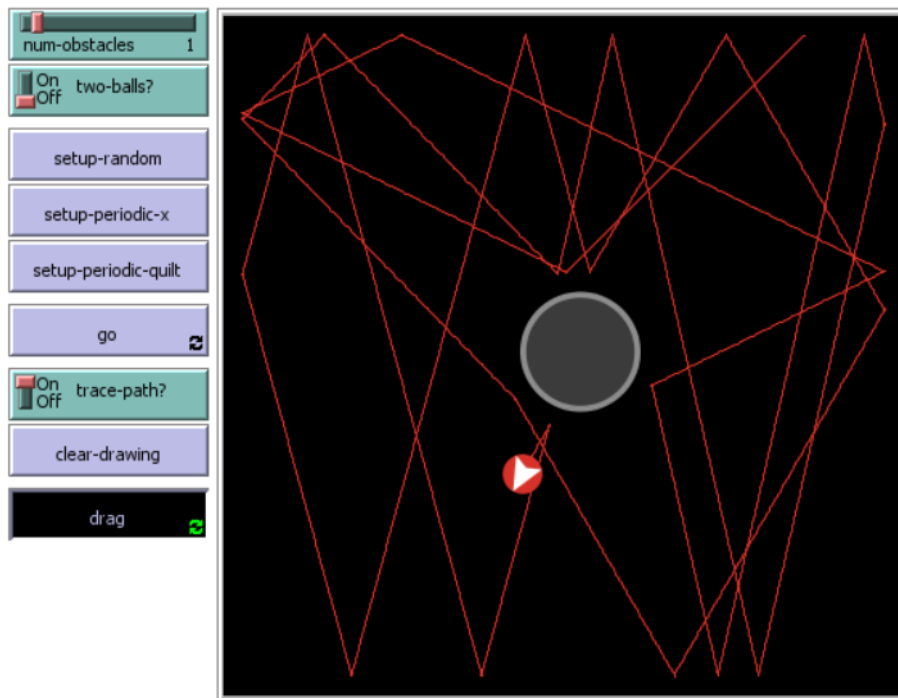 num-obstacles 1
On
Off two-balls?
setup-random
setup-periodic-x
setup-periodic-quilt
go
On
Off trace-path?
clear-drawing
drag